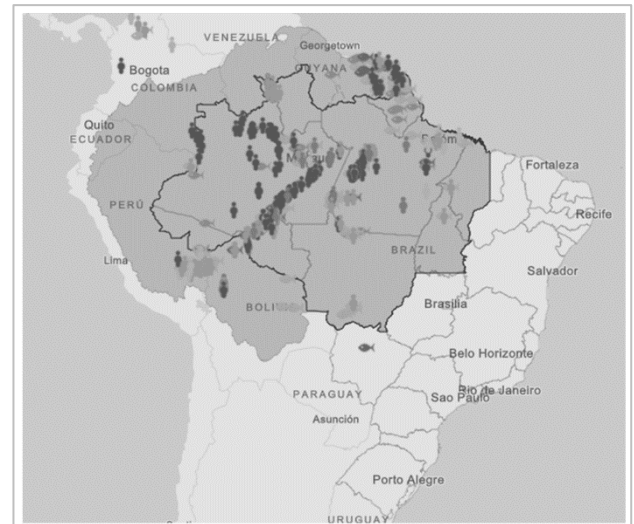 VENEZUELA
Georgetown
GUYANA
Bogota
COLOMBIA
Quito
ECUADOR
Fortaleza
PERÚ
Recife
Lima
BRAZIL
Salvador
BOLI
Brasilia
Belo Horizonte
Rio de Janeiro
PARAGUAY
Sao Paulo
Asunción
Porto Alegre
URUGUAY